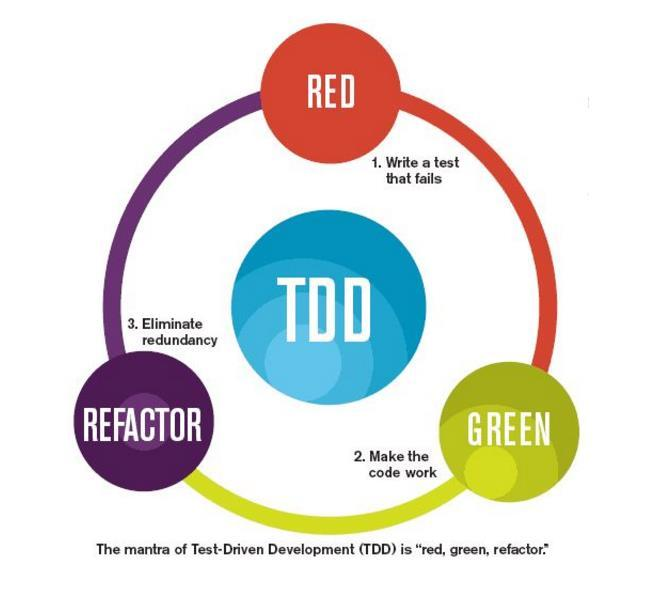 RED
1. Write a test
that fails
TDD
3. Eliminate
redundancy
REFACTOR
GREEN
2. Make the
code work
The mantra of Test-Driven Development (TDD) is “red, green, refactor.”